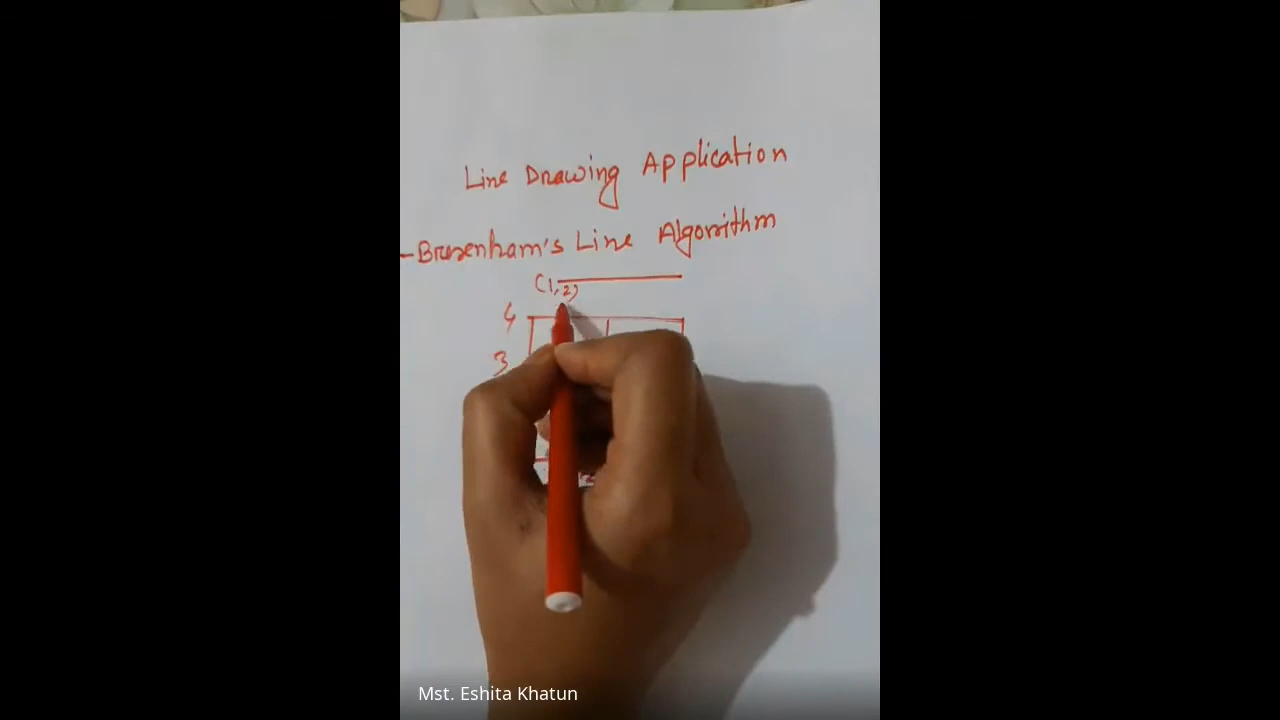 Line Drawing Application
-Bresenham's Line Algorithm
(1,2)
4
3
Mst. Eshita Khatun